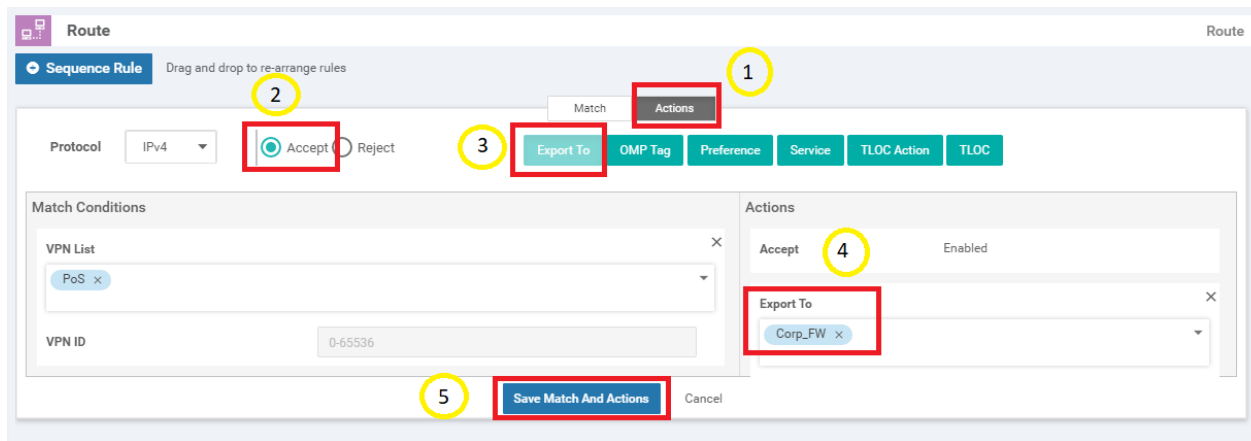 Route
Route
Sequence Rule
Drag and drop to re-arrange rules
1
2
Match
Actions
Protocol
IPv4
Accept
Reject
3
Export To
OMP Tag
Preference
Service
TLOC Action
TLOC
Match Conditions
Actions
VPN List
×
PoS ×
Accept
4
Enabled
Export To
×
Corp_FW ×
VPN ID
0-65536
5
Save Match And Actions
Cancel